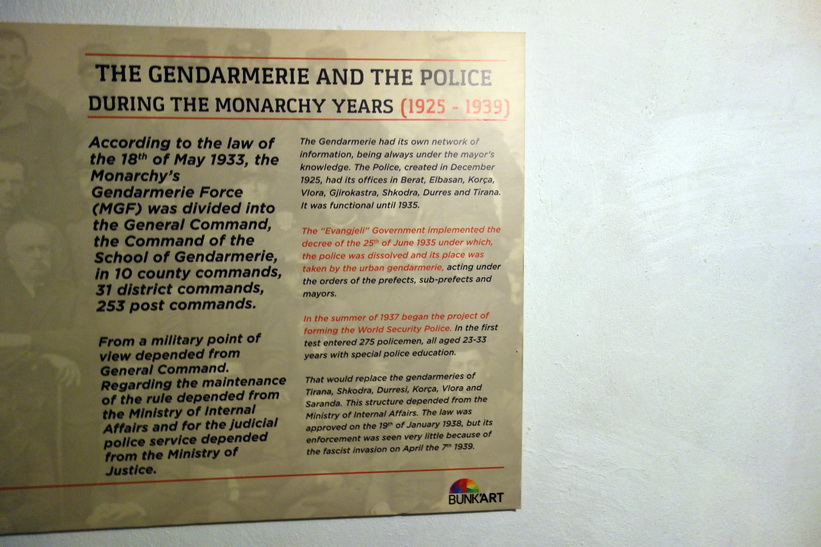 THE GENDARMERIE AND THE POLICE
DURING THE MONARCHY YEARS (1925 - 1939)
According to the law of
the 18th of May 1933, the
Monarchy's
Gendarmerie Force
(MGF) was divided into
the General Command,
the Command of the
School of Gendarmerie,
in 10 county commands,
31 district commands,
253 post commands.
From a military point of
view depended from
General Command.
Regarding the maintenance
of the rule depended from
the Ministry of Internal
Affairs and for the judicial
police service depended
from the Ministry of
Justice.
The Gendarmerie had its own network of
information, being always under the mayor's
knowledge. The Police, created in December
1925, had its offices in Berat, Elbasan, Korça,
Vlora, Gjirokastra, Shkodra, Durres and Tirana.
It was functional until 1935.
The "Evangjeli" Government implemented the
decree of the 25th of June 1935 under which,
the police was dissolved and its place was
taken by the urban gendarmerie, acting under
the orders of the prefects, sub-prefects and
mayors.
In the summer of 1937 began the project of
forming the World Security Police. In the first
test entered 275 policemen, all aged 23-33
years with special police education.
That would replace the gendarmeries of
Tirana, Shkodra, Durresi, Korça, Vlora and
Saranda. This structure depended from the
Ministry of Internal Affairs. The law was
approved on the 19th of January 1938, but its
enforcement was seen very little because of
the fascist invasion on April the 7th 1939.
BUNK'ART